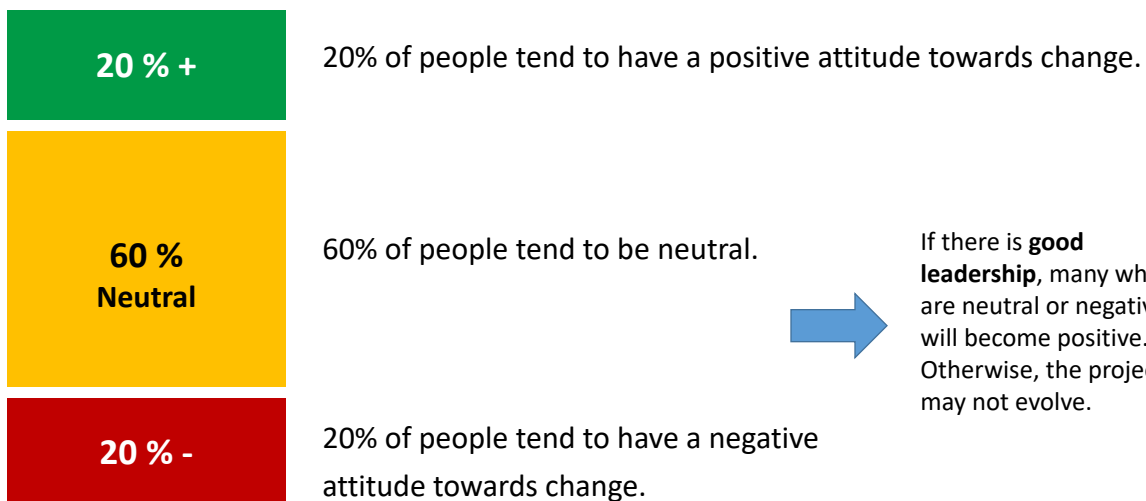 20 % +
20% of people tend to have a positive attitude towards change.
60 %
Neutral
60% of people tend to be neutral.
If there is good
leadership, many wh
are neutral or negativ
will become positive.
Otherwise, the projec
may not evolve.
20 % -
20% of people tend to have a negative
attitude towards change.